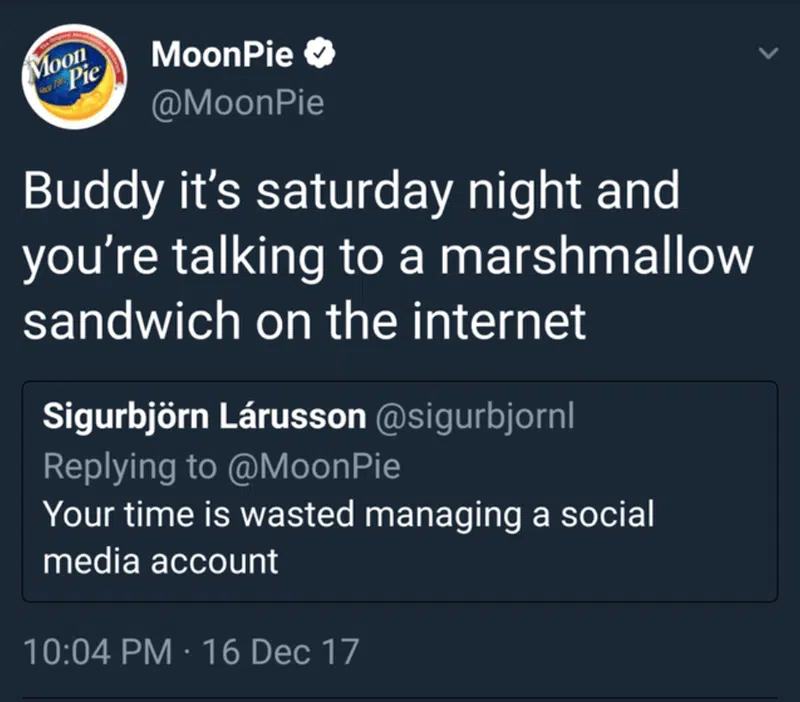 Moon
Pie
MoonPie
@MoonPie
Buddy it's saturday night and
you're talking to a marshmallow
sandwich on the internet
Sigurbjörn Lárusson @sigurbjornl
Replying to @MoonPie
Your time is wasted managing a social
media account
10:04 PM · 16 Dec 17